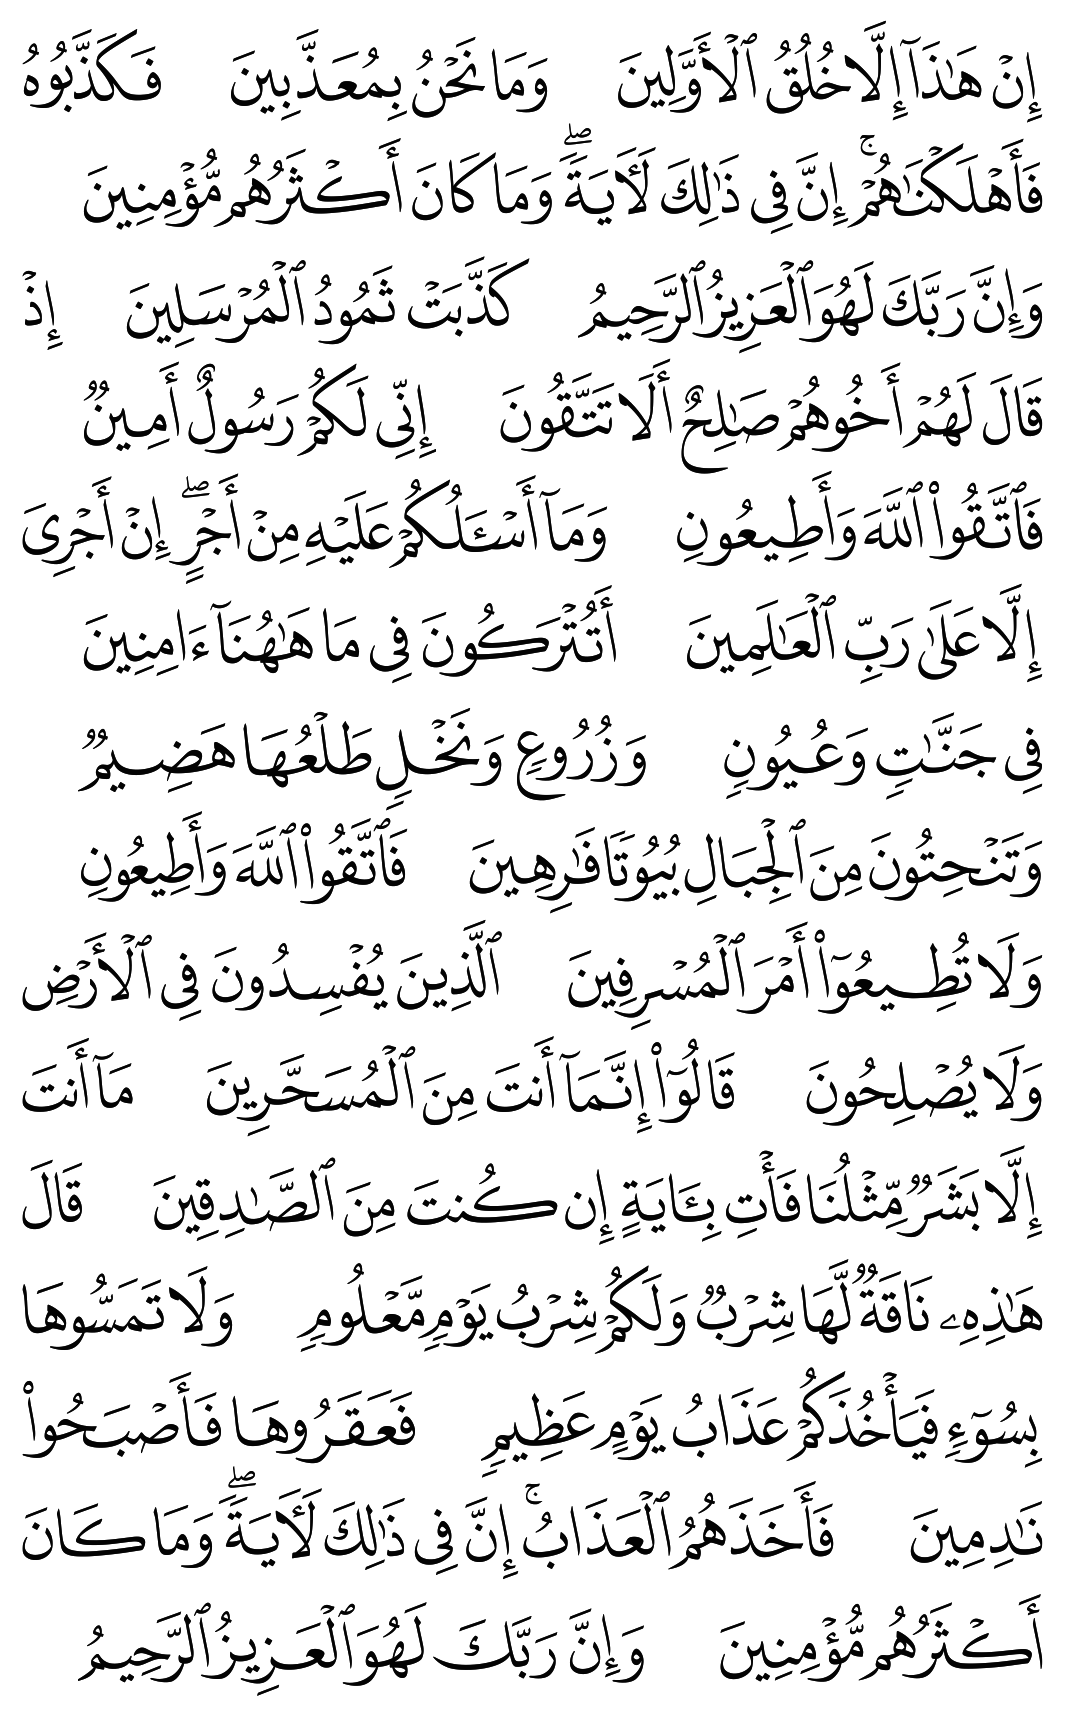 إِنْ هَـٰذَآ إِلَّا خُلُقُ ٱلْأَوَّلِينَ وَمَا نَحْنُ بِمُعَذَّبِينَ فَكَذَّبُوهُ
فَأَهْلَكْنَـٰهُمْ ۚ إِنَّ فِى ذَٰلِكَ لَـَٔايَةً ۖ وَمَا كَانَ أَكْثَرُهُم مُّؤْمِنِينَ
وَإِنَّ رَبَّكَ لَهُوَ ٱلْعَزِيزُ ٱلرَّحِيمُ كَذَّبَتْ ثَمُودُ ٱلْمُرْسَلِينَ إِذْ
قَالَ لَهُمْ أَخُوهُمْ صَـٰلِحٌ أَلَا تَتَّقُونَ إِنِّى لَكُمْ رَسُولٌ أَمِينٌ
فَٱتَّقُوا۟ ٱللَّهَ وَأَطِيعُونِ وَمَآ أَسْـَٔلُكُمْ عَلَيْهِ مِنْ أَجْرٍ ۖ إِنْ أَجْرِىَ
إِلَّا عَلَىٰ رَبِّ ٱلْعَـٰلَمِينَ أَتُتْرَكُونَ فِى مَا هَـٰهُنَآ ءَامِنِينَ
فِى جَنَّـٰتٍ وَعُيُونٍ وَزُرُوعٍ وَنَخْلٍ طَلْعُهَا هَضِيمٌ
وَتَنْحِتُونَ مِنَ ٱلْجِبَالِ بُيُوتًا فَـٰرِهِينَ فَٱتَّقُوا۟ ٱللَّهَ وَأَطِيعُونِ
وَلَا تُطِيعُوٓا۟ أَمْرَ ٱلْمُسْرِفِينَ ٱلَّذِينَ يُفْسِدُونَ فِى ٱلْأَرْضِ
وَلَا يُصْلِحُونَ قَالُوٓا۟ إِنَّمَآ أَنتَ مِنَ ٱلْمُسَحَّرِينَ مَآ أَنتَ
إِلَّا بَشَرٌ مِّثْلُنَا فَأْتِ بِـَٔايَةٍ إِن كُنتَ مِنَ ٱلصَّـٰدِقِينَ قَالَ
هَـٰذِهِۦ نَاقَةٌ لَّهَا شِرْبٌ وَلَكُمْ شِرْبُ يَوْمٍ مَّعْلُومٍ وَلَا تَمَسُّوهَا
بِسُوٓءٍ فَيَأْخُذَكُمْ عَذَابُ يَوْمٍ عَظِيمٍ فَعَقَرُوهَا فَأَصْبَحُوا۟
نَـٰدِمِينَ فَأَخَذَهُمُ ٱلْعَذَابُ ۚ إِنَّ فِى ذَٰلِكَ لَـَٔايَةً ۖ وَمَا كَانَ
أَكْثَرُهُم مُّؤْمِنِينَ وَإِنَّ رَبَّكَ لَهُوَ ٱلْعَزِيزُ ٱلرَّحِيمُ